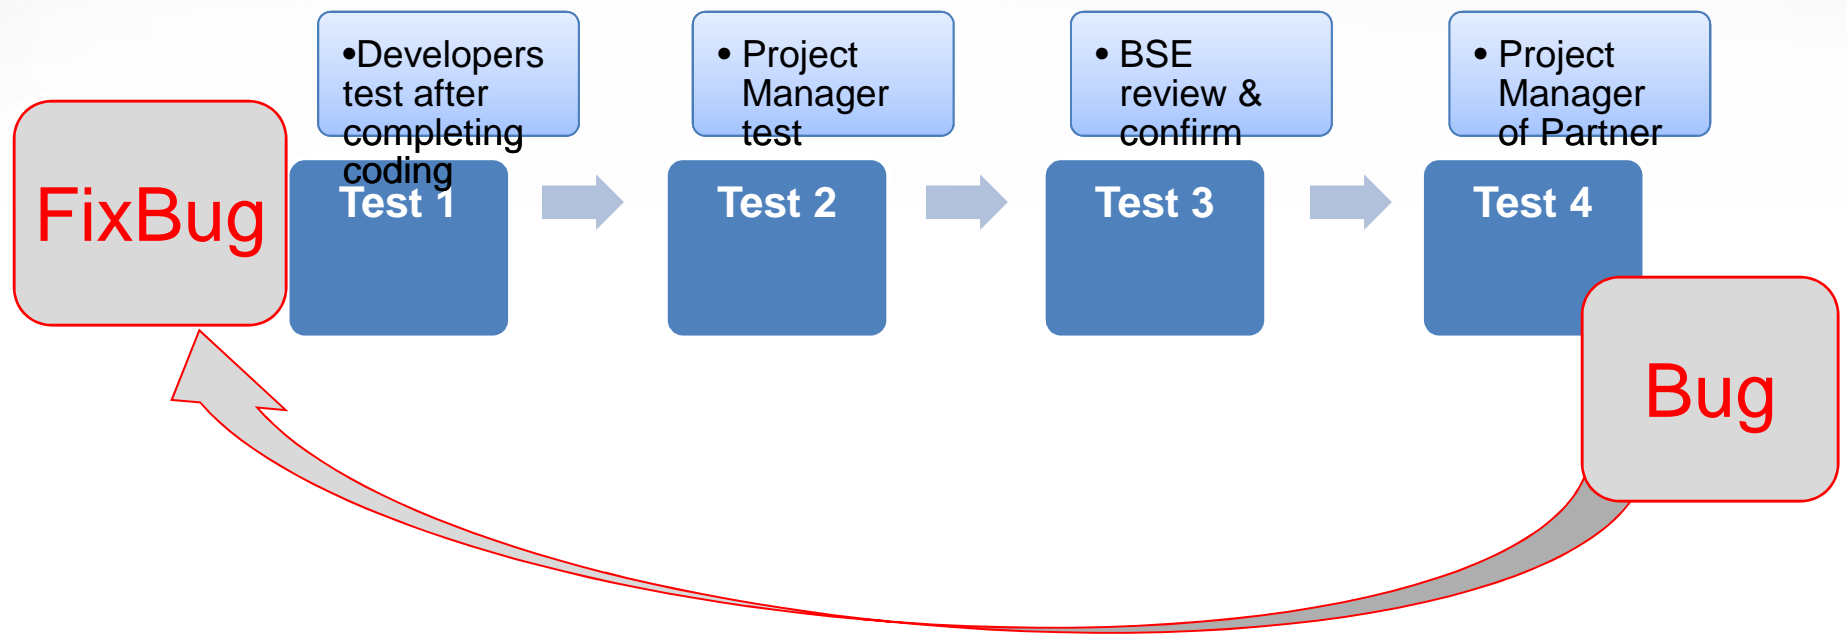 •Developers
test after
completing
coding
• Project
Manager
test
• BSE
review &
confirm
• Project
Manager
of Partner
FixBug
Test 1
Test 2
Test 3
Test 4
Bug